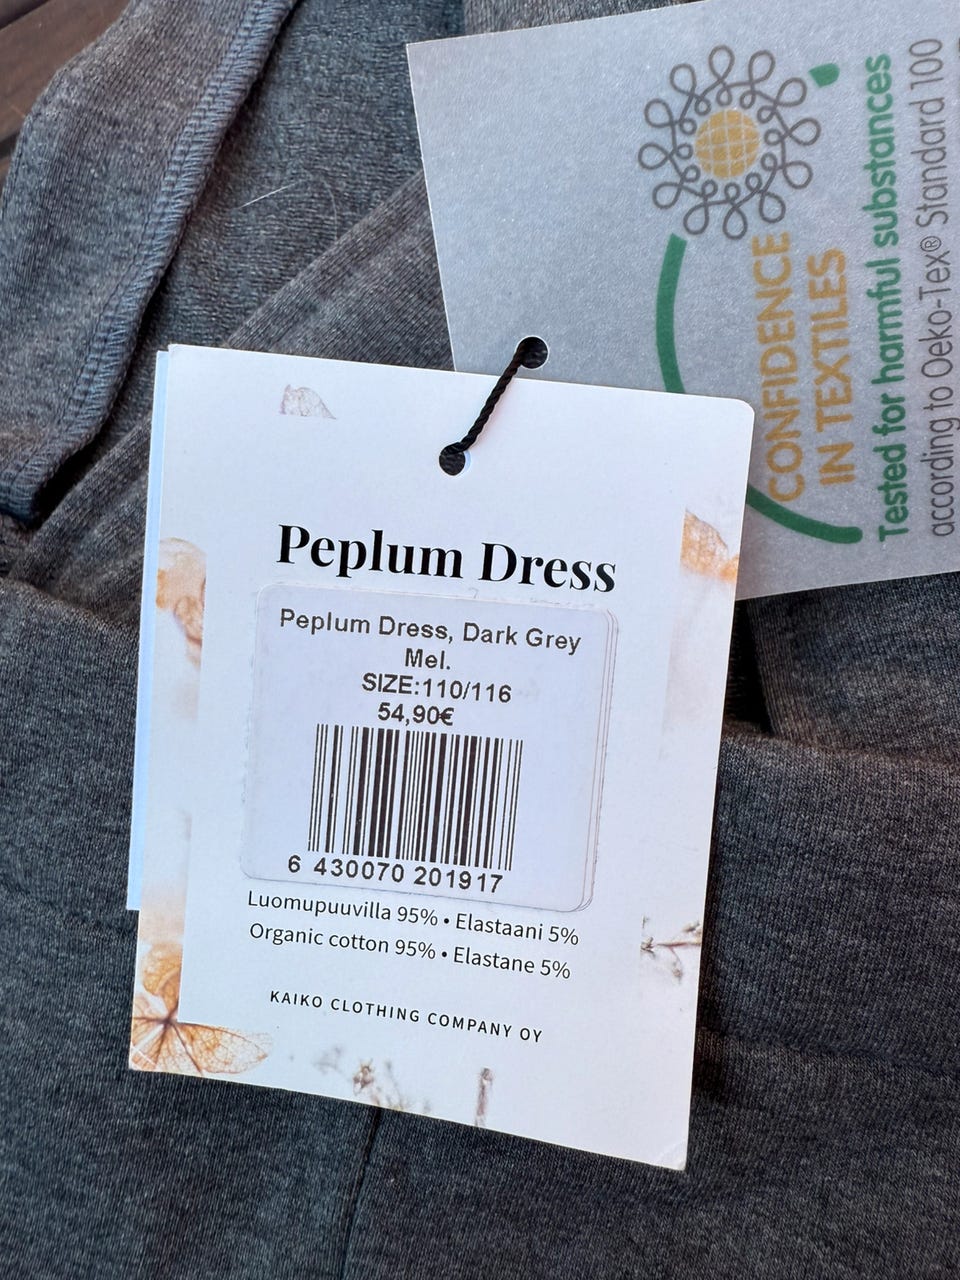 Peplum Dress
Peplum Dress, Dark Grey
Mel.
SIZE:110/116
54,90€
6 430070 201917
Luomupuuvilla 95% • Elastaani 5%
Organic cotton 95% • Elastane 5%
KAIKO CLOTHING COMPANY OY
CONFIDENCE
IN TEXTILES
Tested for harmful substances
according to Oeko-Tex® Standard 100